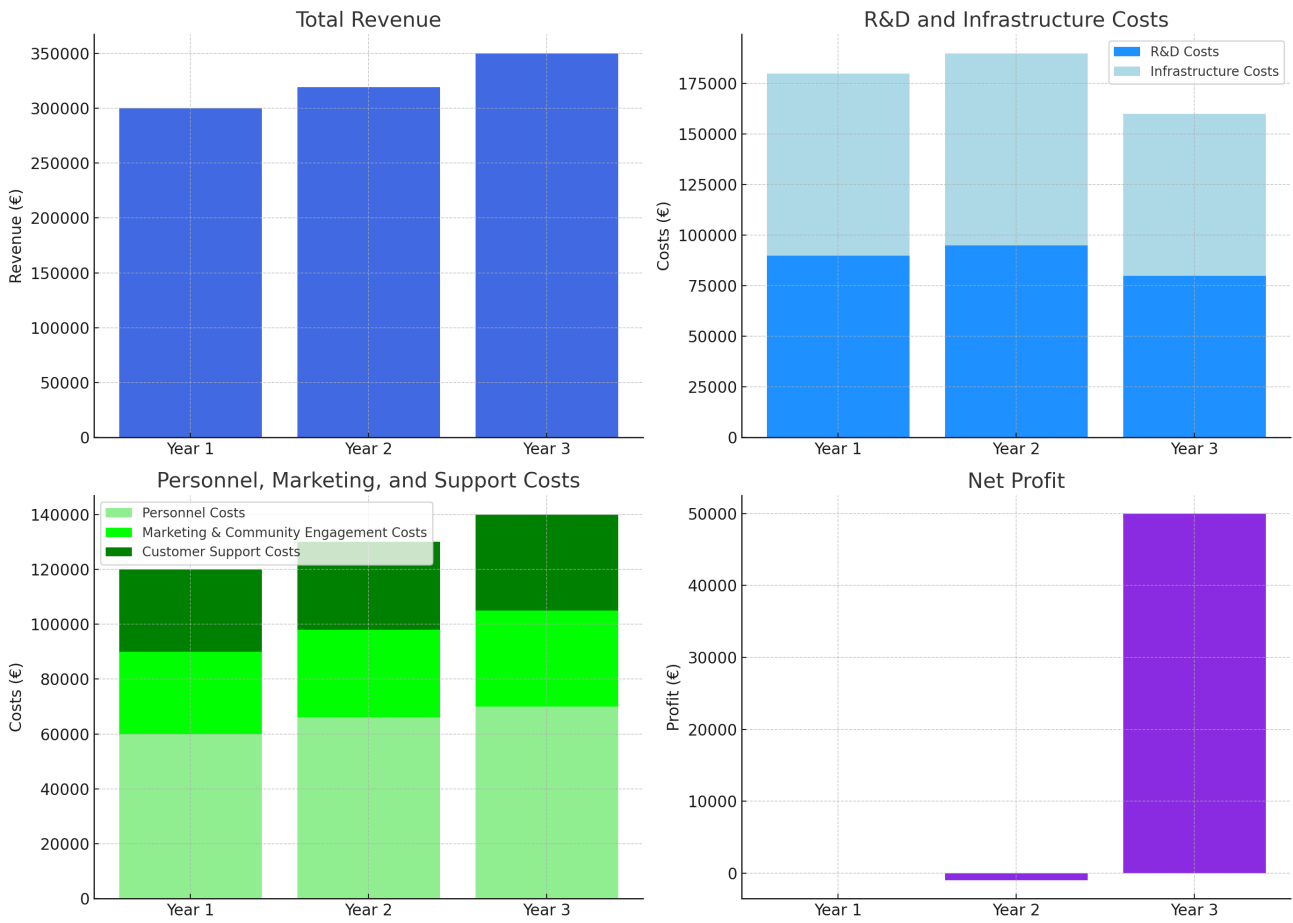 Total Revenue
Revenue (€)
350000
300000
250000
200000
150000
100000
50000
0
Year 1
Year 2
Year 3
R&D and Infrastructure Costs
R&D Costs
Infrastructure Costs
Costs (€)
175000
150000
125000
100000
75000
50000
25000
0
Year 1
Year 2
Year 3
Personnel, Marketing, and Support Costs
Personnel Costs
Marketing & Community Engagement Costs
Customer Support Costs
Costs (€)
140000
120000
100000
80000
60000
40000
20000
0
Year 1
Year 2
Year 3
Net Profit
Profit (€)
50000
40000
30000
20000
10000
0
Year 1
Year 2
Year 3